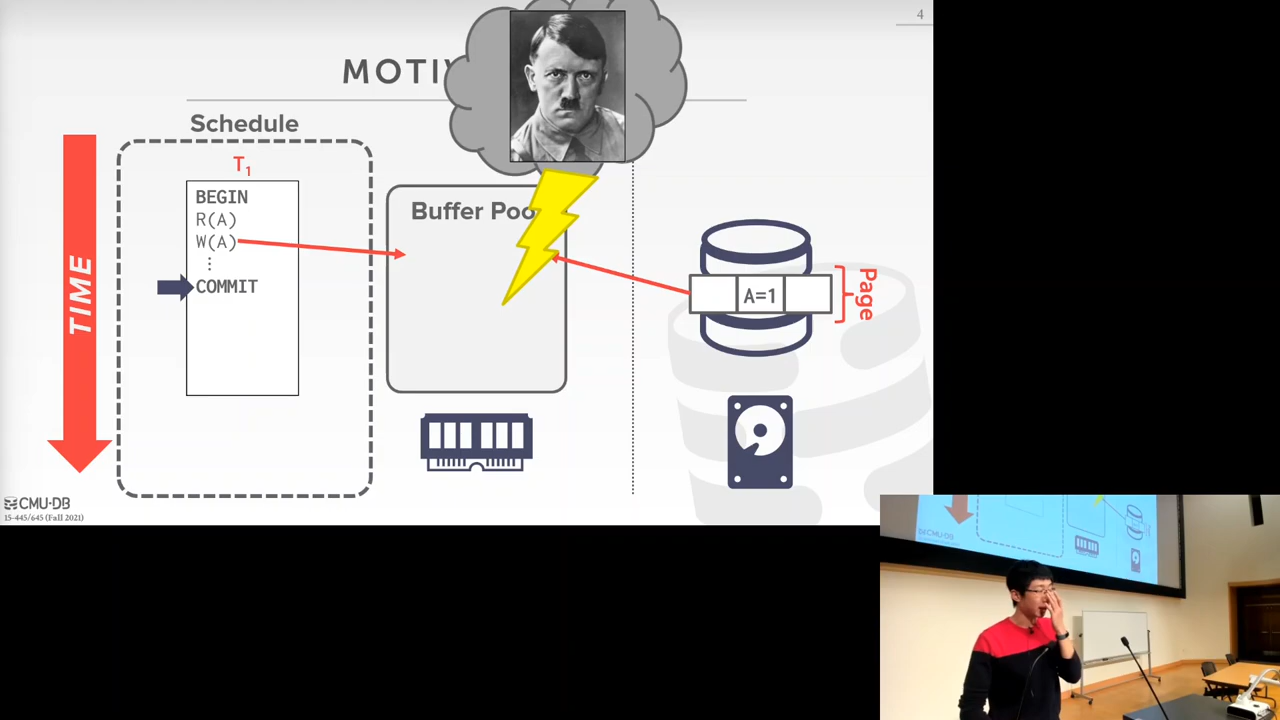 4
MOTI
Schedule
T1
BEGIN
R(A)
W(A)
⋮
COMMIT
TIME
Buffer Poo
A=1
Page
CMU·DB
15-445/645 (Fall 2021)